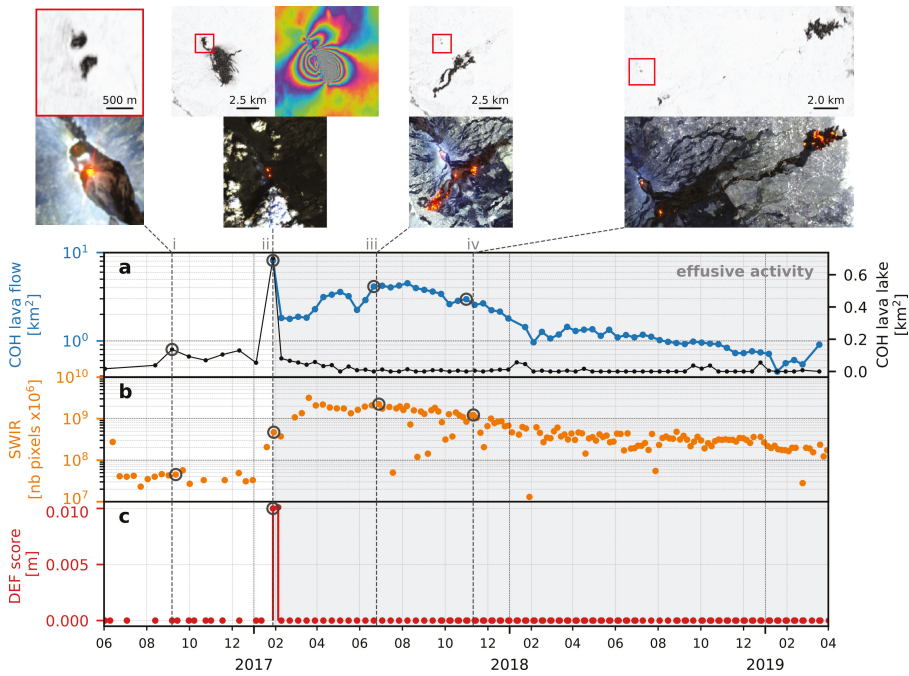 500 m
2.5 km
2.5 km
2.0 km
i
ii
iii
iv
a
effusive activity
COH lava flow
[km²]
10¹
10⁰
0.6
0.4
0.2
0.0
COH lava lake
[km²]
b
SWIR
[nb pixels x10⁶]
10¹⁰
10⁹
10⁸
10⁷
c
DEF score
[m]
0.010
0.005
0.000
06 08 10 12 02 04 06 08 10 12 02 04 06 08 10 12 02 04
2017 2018 2019